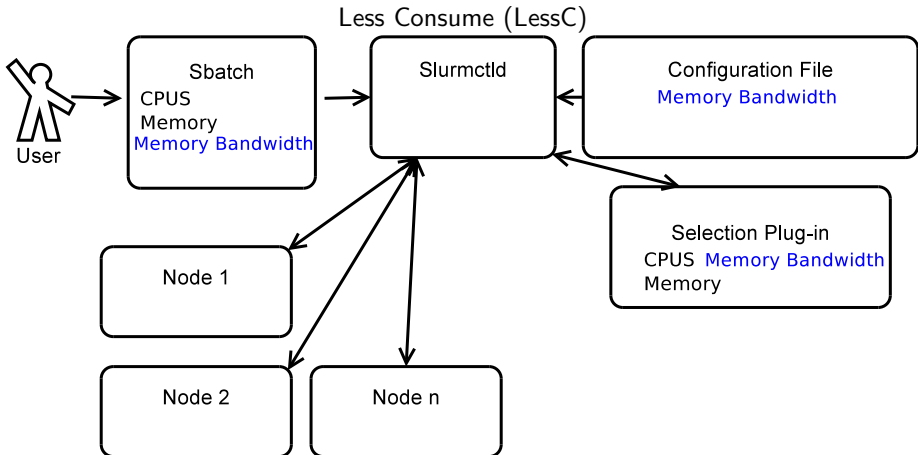 Less Consume (LessC)
User
Sbatch
CPUS
Memory
Memory Bandwidth
Slurmctld
Configuration File
Memory Bandwidth
Selection Plug-in
CPUS Memory Bandwidth
Memory
Node 1
Node 2
Node n